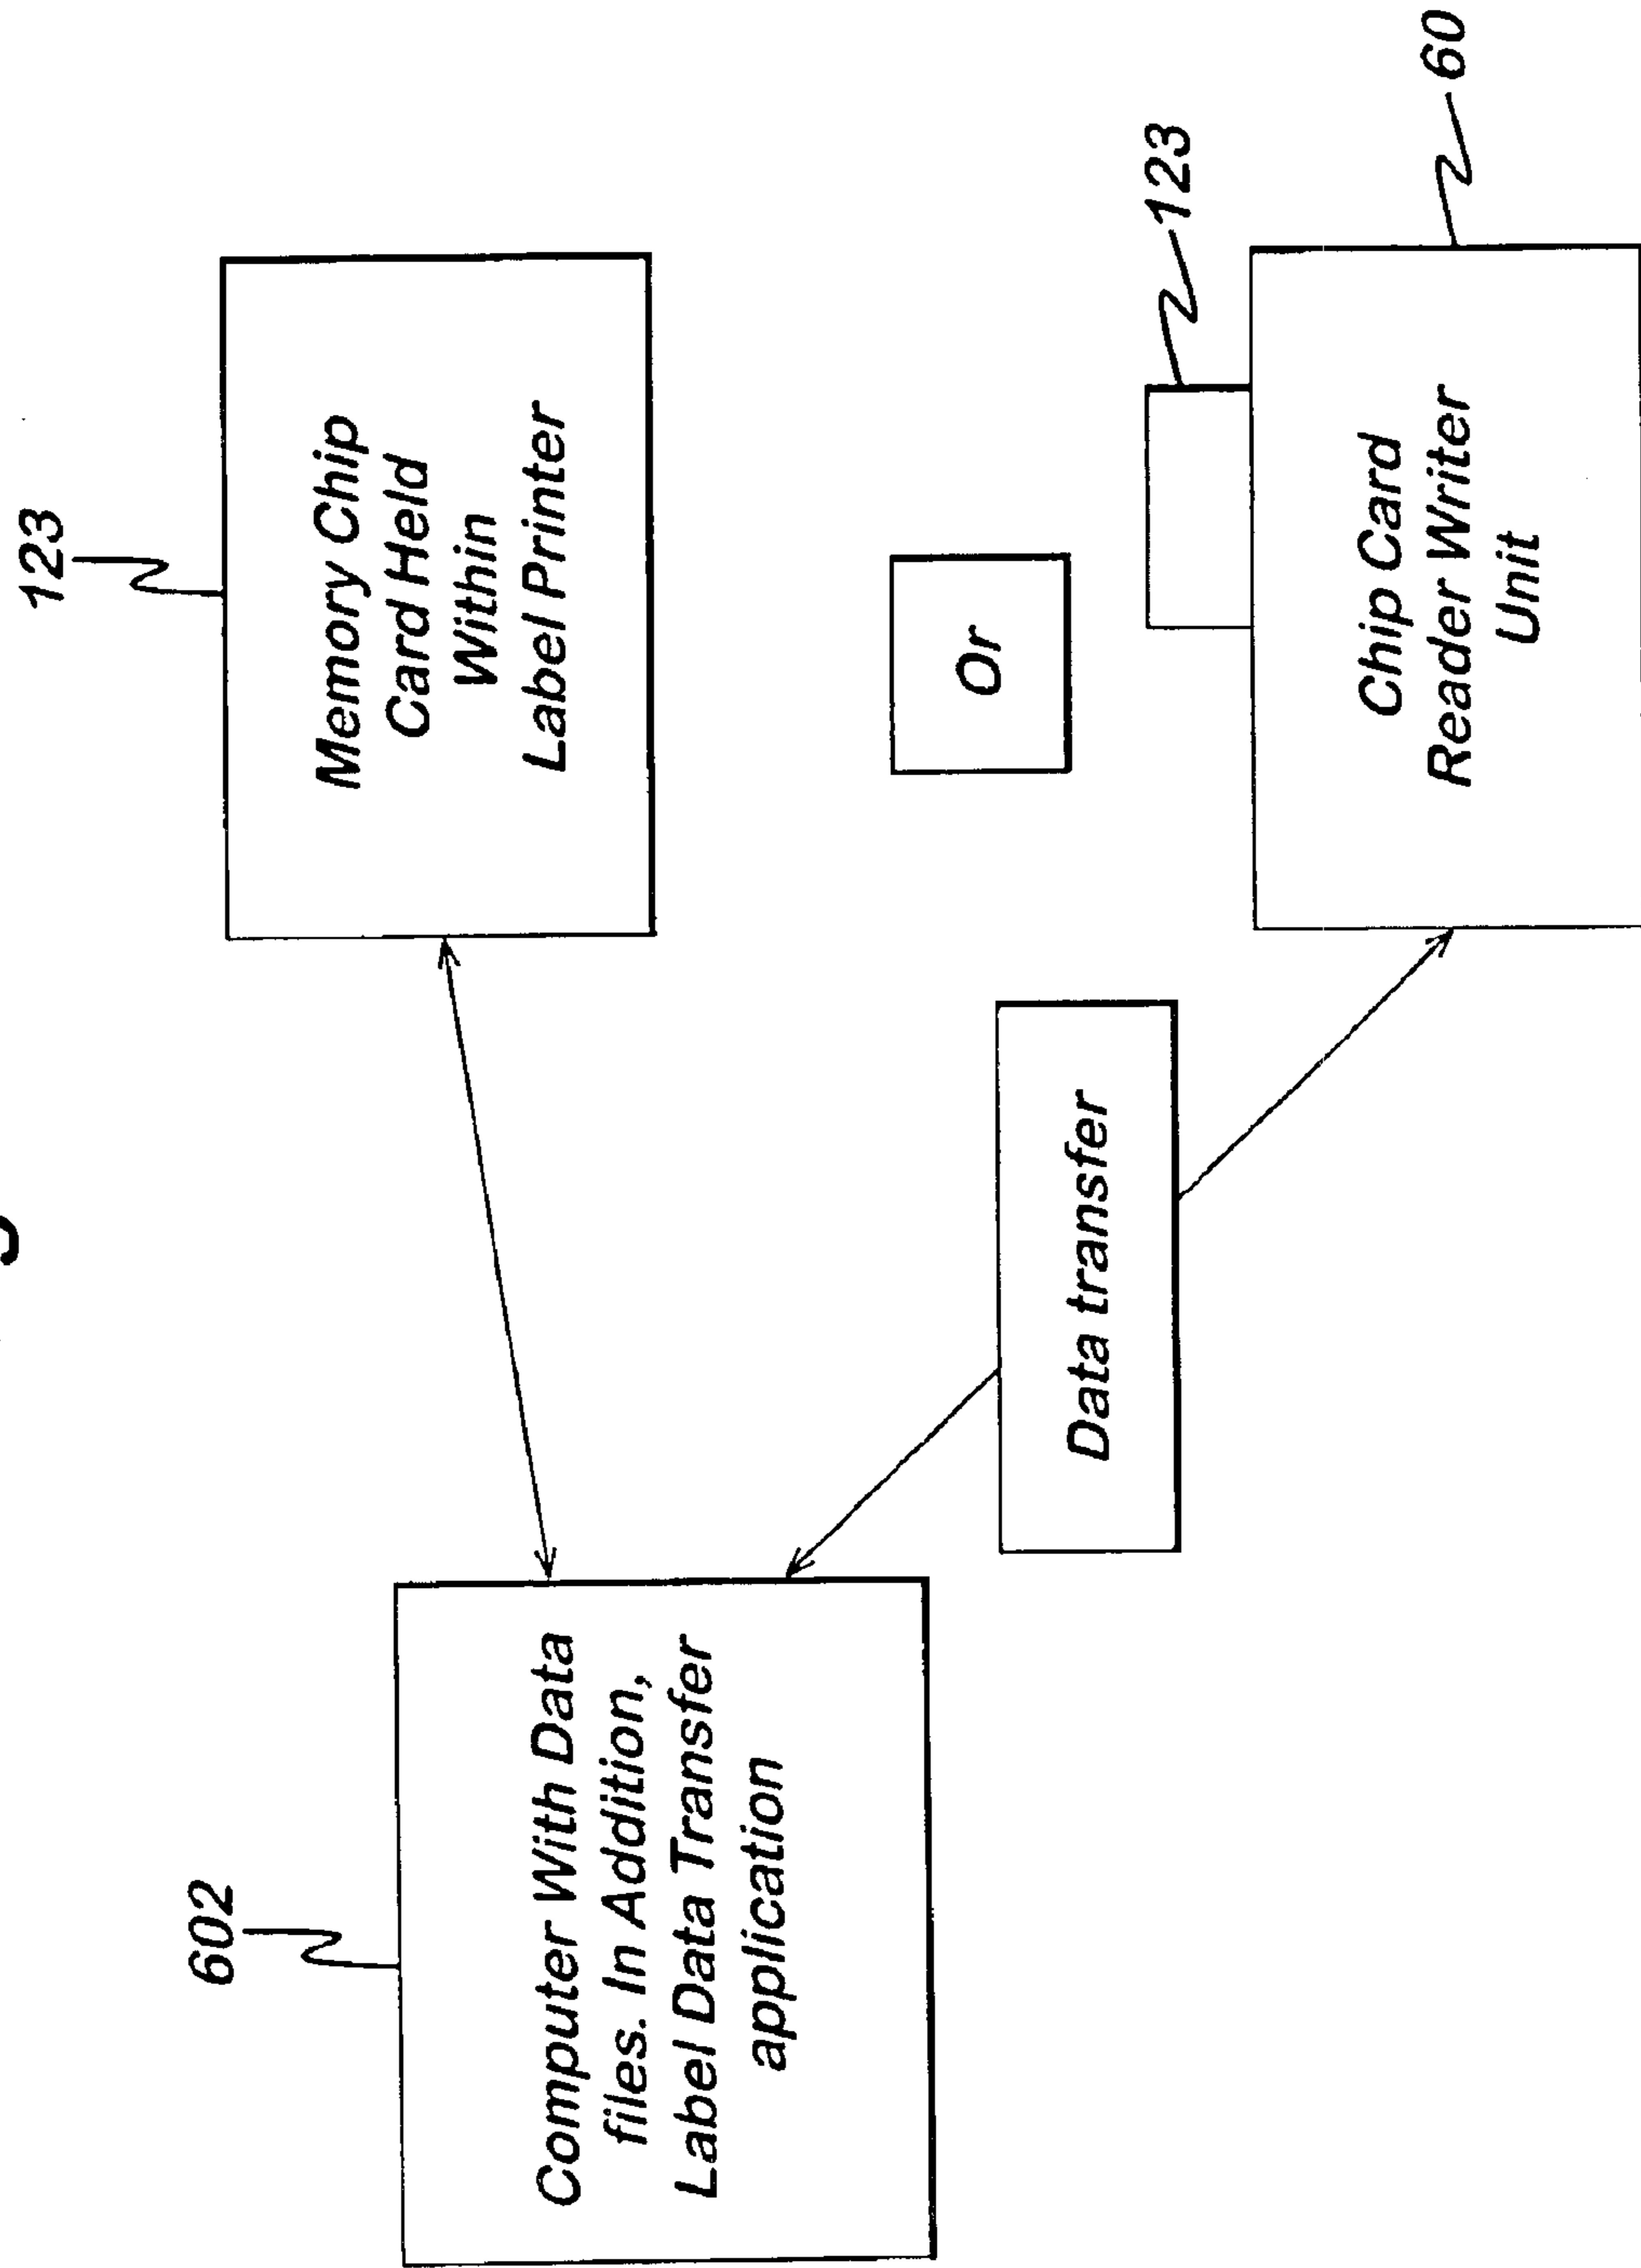 602
Computer With Data
files. In Addition,
Label Data Transfer
application
123
Memory Chip
Card Held
Within
Label Printer
Or
Data transfer
123
Chip Card
Reader Writer
Unit
60